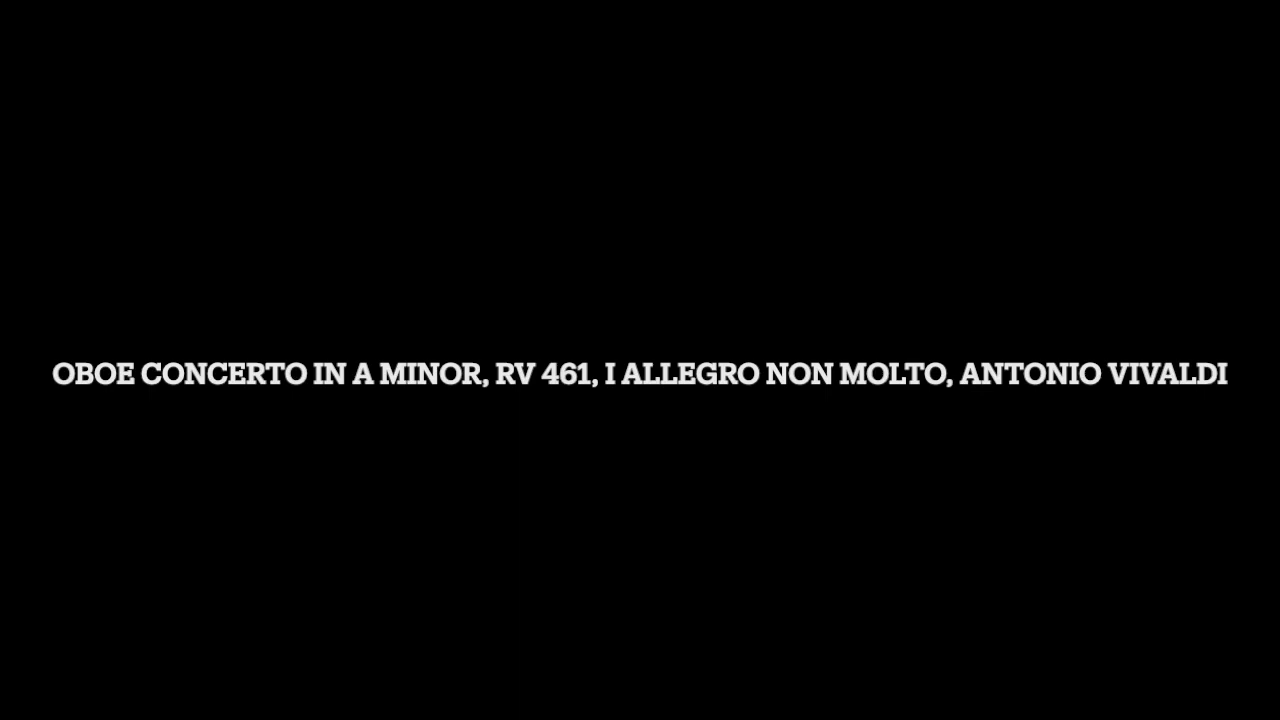 OBOE CONCERTO IN A MINOR, RV 461, I ALLEGRO NON MOLTO, ANTONIO VIVALDI